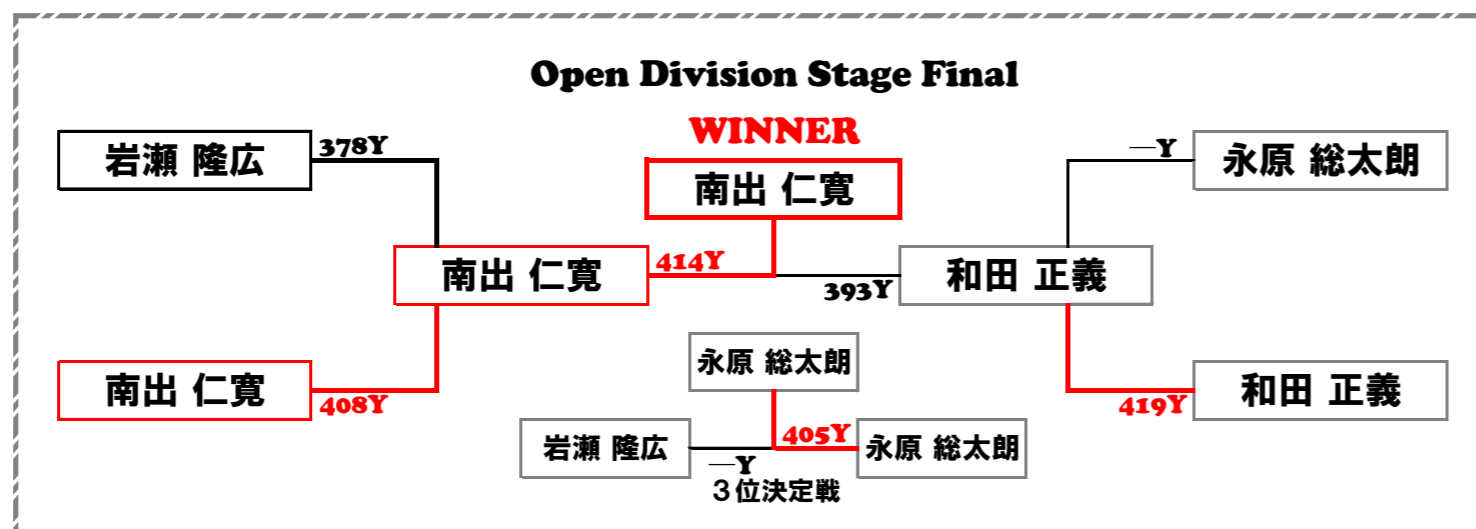 Open Division Stage Final
WINNER
岩瀬 隆広
378Y
南出 仁寛
—Y
永原 総太朗
南出 仁寛
414Y
393Y
和田 正義
南出 仁寛
408Y
永原 総太朗
419Y
和田 正義
岩瀬 隆広
—Y
405Y
永原 総太朗
３位決定戦